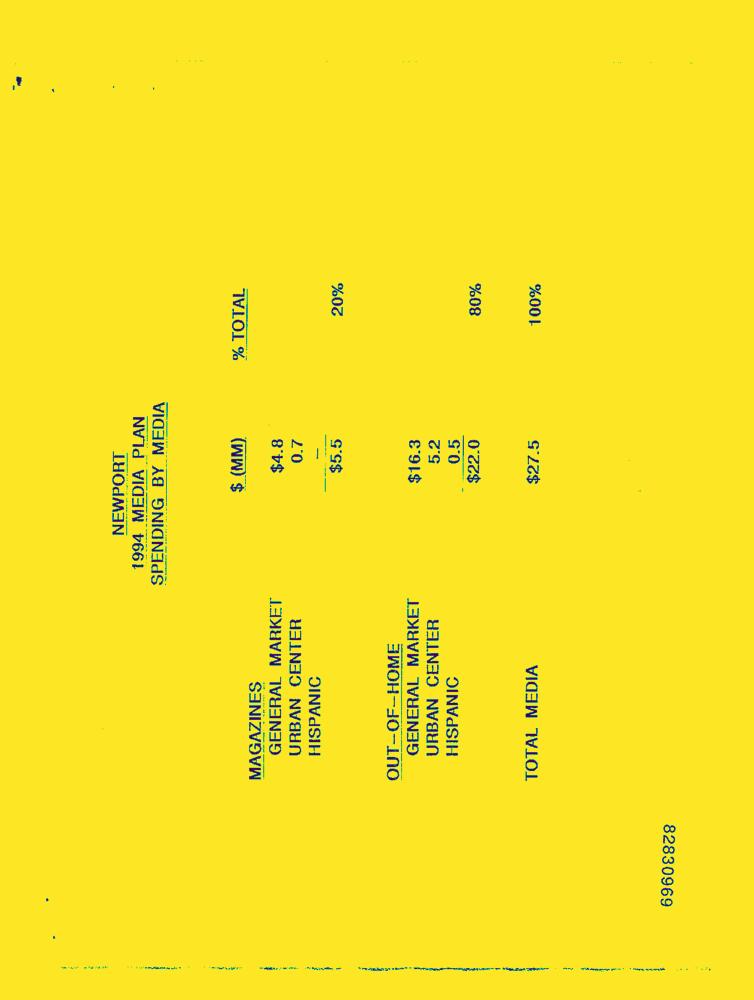 NEWPORT
1994 MEDIA PLAN
SPENDING BY MEDIA
$ (MM) % TOTAL
MAGAZINES
GENERAL MARKET $4.8
URBAN CENTER 0.7
HISPANIC –
$5.5 20%
OUT–OF–HOME
GENERAL MARKET $16.3
URBAN CENTER 5.2
HISPANIC 0.5
$22.0 80%
TOTAL MEDIA $27.5 100%
82830969